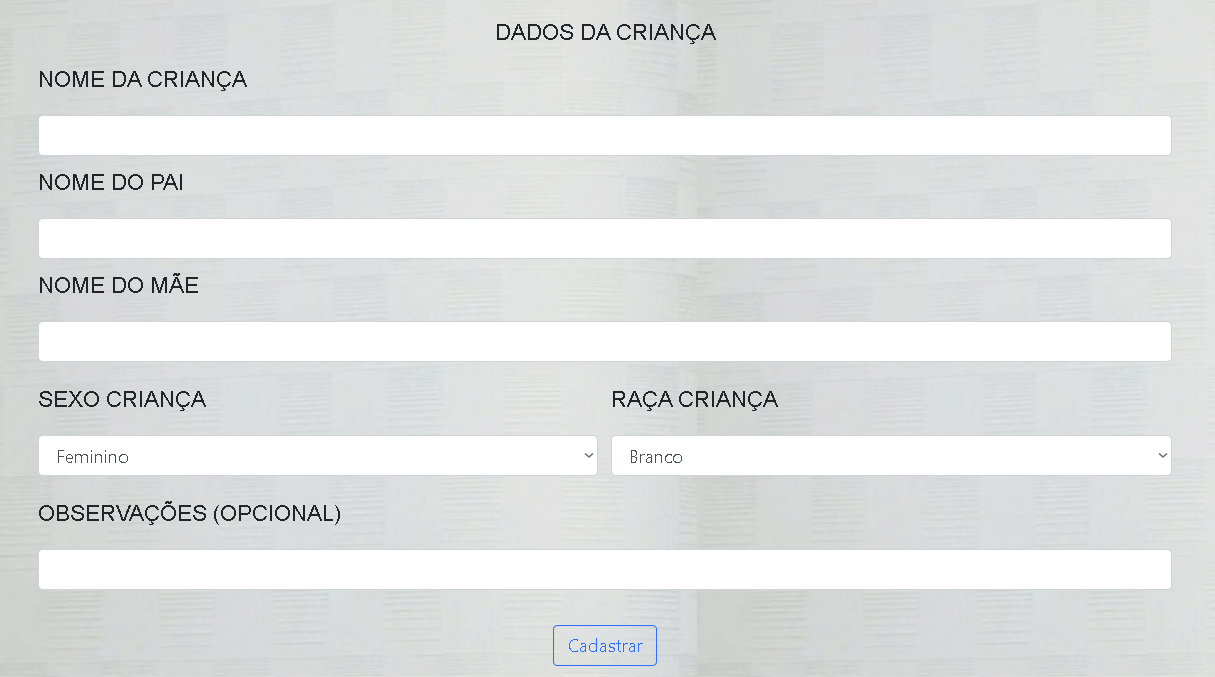 DADOS DA CRIANÇA
NOME DA CRIANÇA
NOME DO PAI
NOME DO MÃE
SEXO CRIANÇA
RAÇA CRIANÇA
Feminino
Branco
OBSERVAÇÕES (OPCIONAL)
Cadastrar